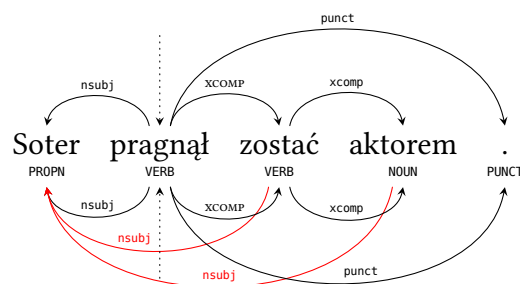 punct
nsubj XCOMP xcomp
Soter pragnął zostać aktorem .
PROPN VERB VERB NOUN PUNCT
nsubj XCOMP xcomp
nsubj
nsubj punct